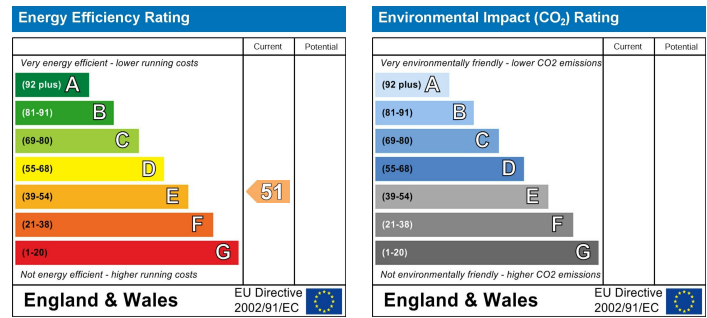 Energy Efficiency Rating
Current Potential
Very energy efficient - lower running costs
(92 plus) A
(81-91) B
(69-80) C
(55-68) D
(39-54) E
51
(21-38) F
(1-20) G
Not energy efficient - higher running costs
England & Wales
EU Directive
2002/91/EC
Environmental Impact (CO₂) Rating
Current Potential
Very environmentally friendly - lower CO2 emissions
(92 plus) A
(81-91) B
(69-80) C
(55-68) D
(39-54) E
(21-38) F
(1-20) G
Not environmentally friendly - higher CO2 emissions
England & Wales
EU Directive
2002/91/EC